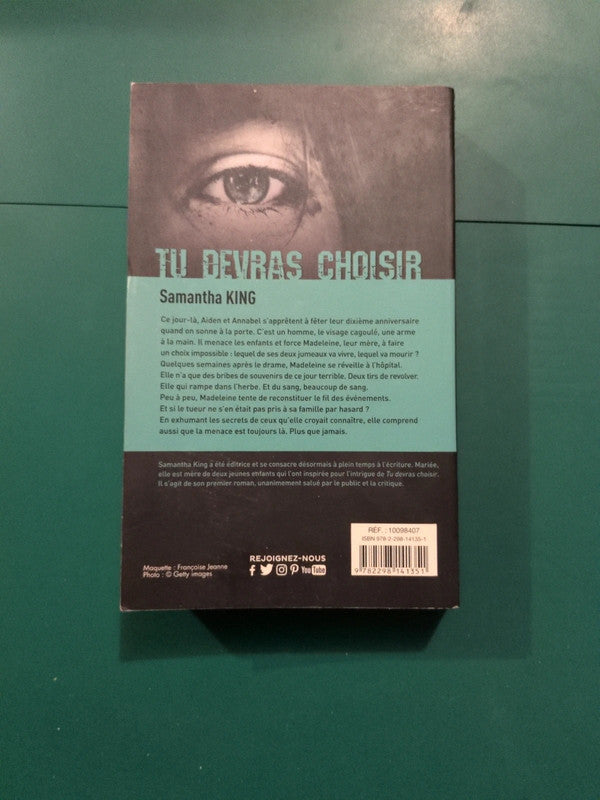 TU DEVRAS CHOISIR
Samantha KING
Ce jour-là, Aiden et Annabel s'apprêtent à fêter leur dixième anniversaire
quand on sonne à la porte. C'est un homme, le visage cagoulé, une arme
à la main. Il menace les enfants et force Madeleine, leur mère, à faire
un choix impossible : lequel de ses deux jumeaux va vivre, lequel va mourir ?
Quelques semaines après le drame, Madeleine se réveille à l'hôpital.
Elle n'a que des bribes de souvenirs de ce jour terrible. Deux tirs de revolver.
Elle qui rampe dans l'herbe. Et du sang, beaucoup de sang.
Peu à peu, Madeleine tente de reconstituer le fil des événements.
Et si le tueur ne s'en était pas pris à sa famille par hasard ?
En exhumant les secrets de ceux qu'elle croyait connaître, elle comprend
aussi que la menace est toujours là. Plus que jamais.
Samantha King a été éditrice et se consacre désormais à plein temps à l'écriture. Mariée,
elle est mère de deux jeunes enfants qui l'ont inspirée pour l'intrigue de Tu devras choisir.
Il s'agit de son premier roman, unanimement salué par le public et la critique.
RÉF. : 10098407
ISBN 978-2-298-14135-1
9 782298 141351
REJOIGNEZ-NOUS
You Tube
Maquette : Françoise Jeanne
Photo : © Getty images